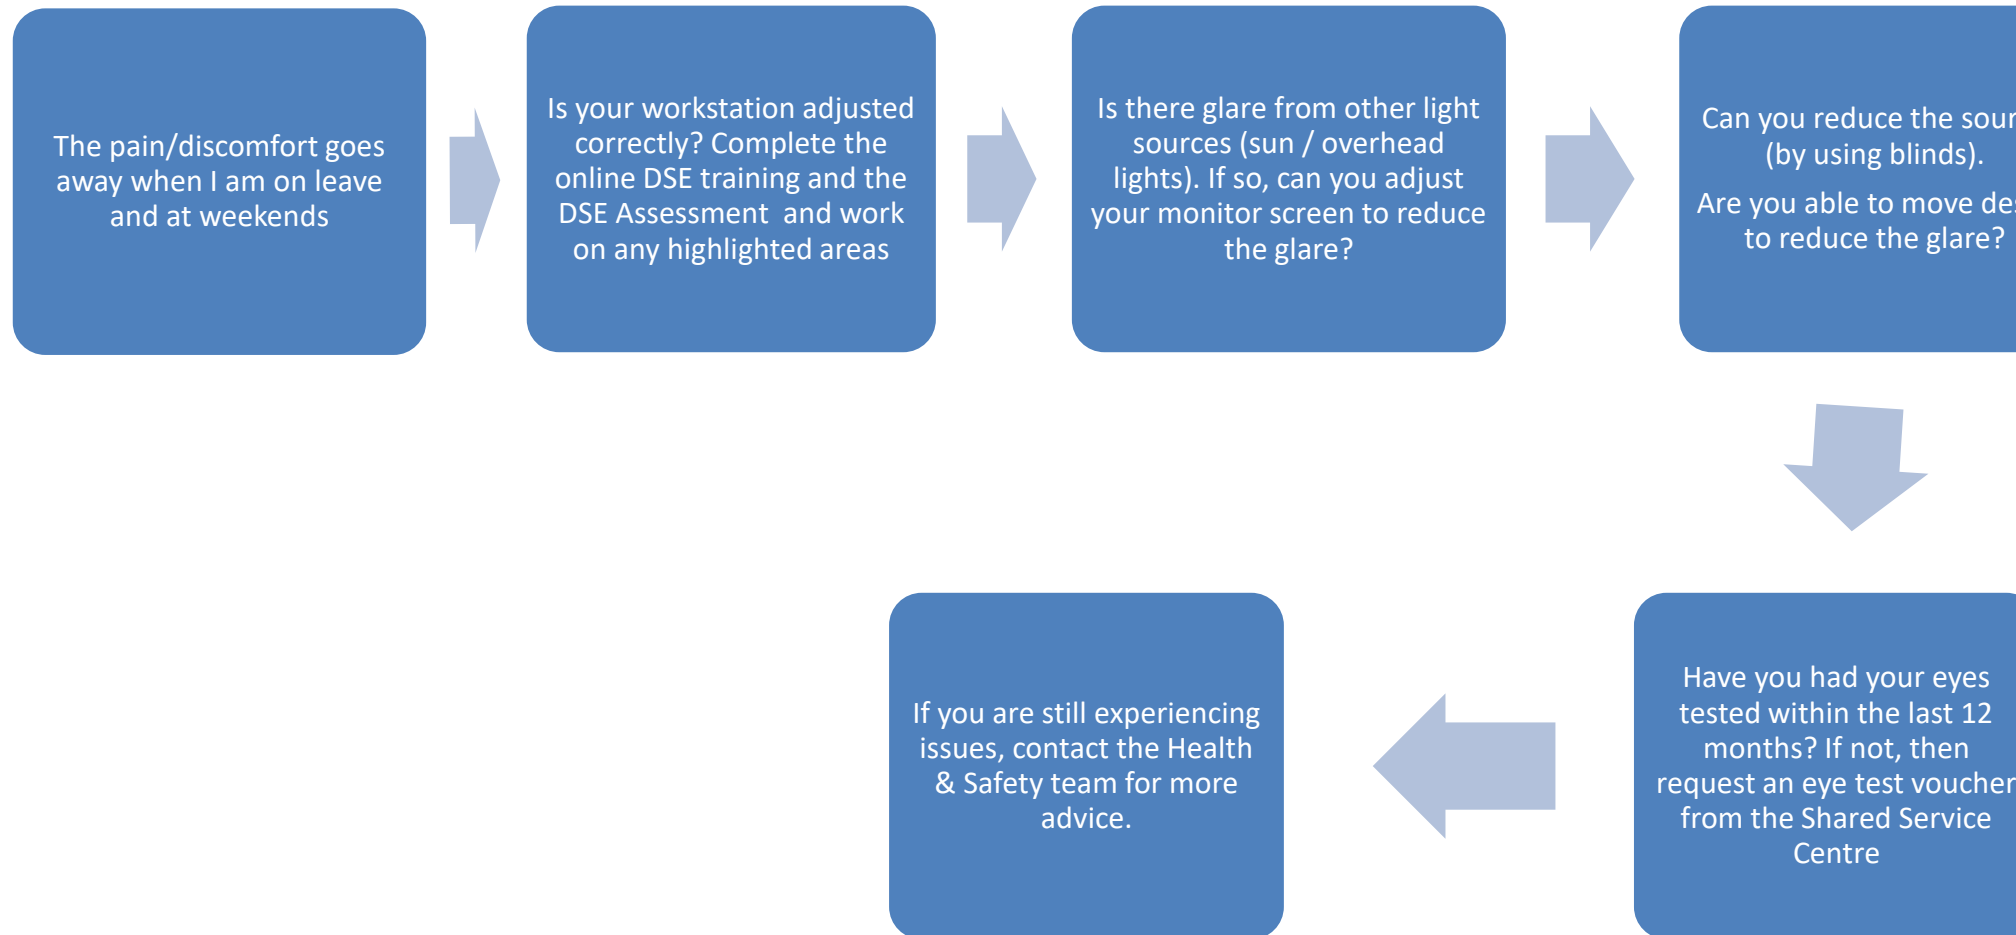 The pain/discomfort goes
away when I am on leave
and at weekends
Is your workstation adjusted
correctly? Complete the
online DSE training and the
DSE Assessment  and work
on any highlighted areas
Is there glare from other light
sources (sun / overhead
lights). If so, can you adjust
your monitor screen to reduce
the glare?
Can you reduce the
(by using blinds).
Are you able to move
to reduce the glare?
Have you had your eyes
tested within the last 12
months? If not, then
request an eye test voucher
from the Shared Service
Centre
If you are still experiencing
issues, contact the Health
& Safety team for more
advice.